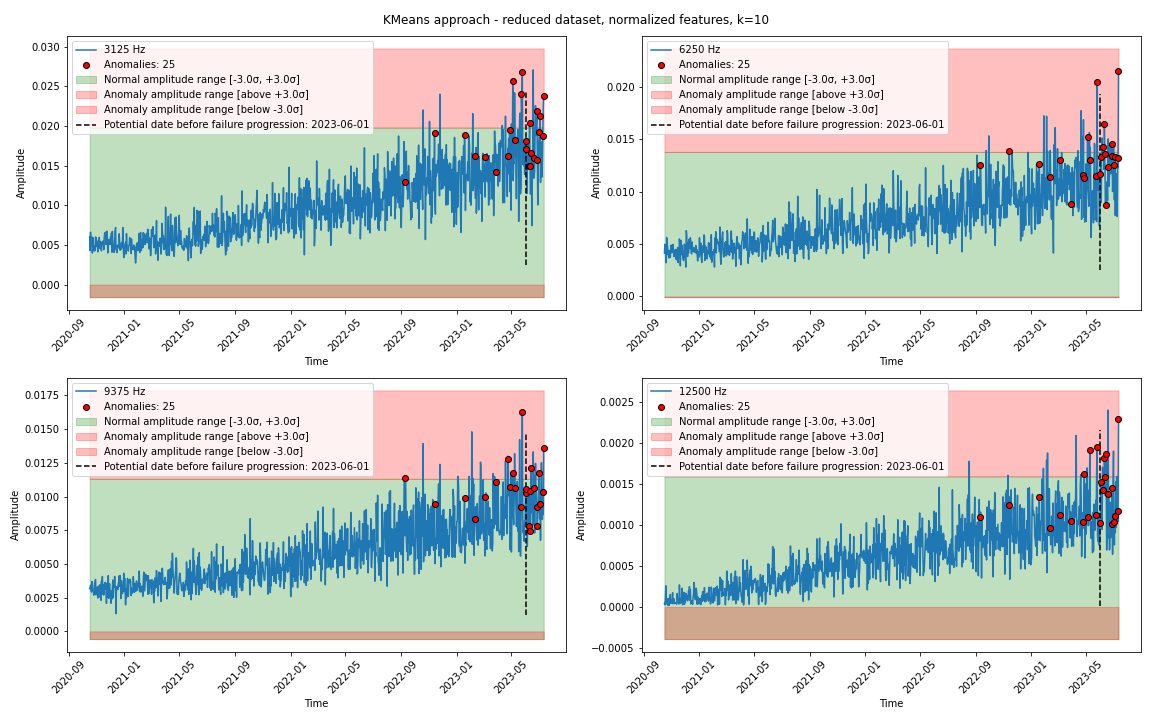 KMeans approach - reduced dataset, normalized features, k=10
3125 Hz
Anomalies: 25
Normal amplitude range [-3.0σ, +3.0σ]
Anomaly amplitude range [above +3.0σ]
Anomaly amplitude range [below -3.0σ]
Potential date before failure progression: 2023-06-01
0.030
0.025
0.020
0.015
0.010
0.005
0.000
Amplitude
2020-09
2021-01
2021-05
2021-09
2022-01
2022-05
2022-09
2023-01
2023-05
Time
6250 Hz
Anomalies: 25
Normal amplitude range [-3.0σ, +3.0σ]
Anomaly amplitude range [above +3.0σ]
Anomaly amplitude range [below -3.0σ]
Potential date before failure progression: 2023-06-01
0.020
0.015
0.010
0.005
0.000
Amplitude
2020-09
2021-01
2021-05
2021-09
2022-01
2022-05
2022-09
2023-01
2023-05
Time
9375 Hz
Anomalies: 25
Normal amplitude range [-3.0σ, +3.0σ]
Anomaly amplitude range [above +3.0σ]
Anomaly amplitude range [below -3.0σ]
Potential date before failure progression: 2023-06-01
0.0175
0.0150
0.0125
0.0100
0.0075
0.0050
0.0025
0.0000
Amplitude
2020-09
2021-01
2021-05
2021-09
2022-01
2022-05
2022-09
2023-01
2023-05
Time
12500 Hz
Anomalies: 25
Normal amplitude range [-3.0σ, +3.0σ]
Anomaly amplitude range [above +3.0σ]
Anomaly amplitude range [below -3.0σ]
Potential date before failure progression: 2023-06-01
0.0025
0.0020
0.0015
0.0010
0.0005
0.0000
−0.0005
Amplitude
2020-09
2021-01
2021-05
2021-09
2022-01
2022-05
2022-09
2023-01
2023-05
Time